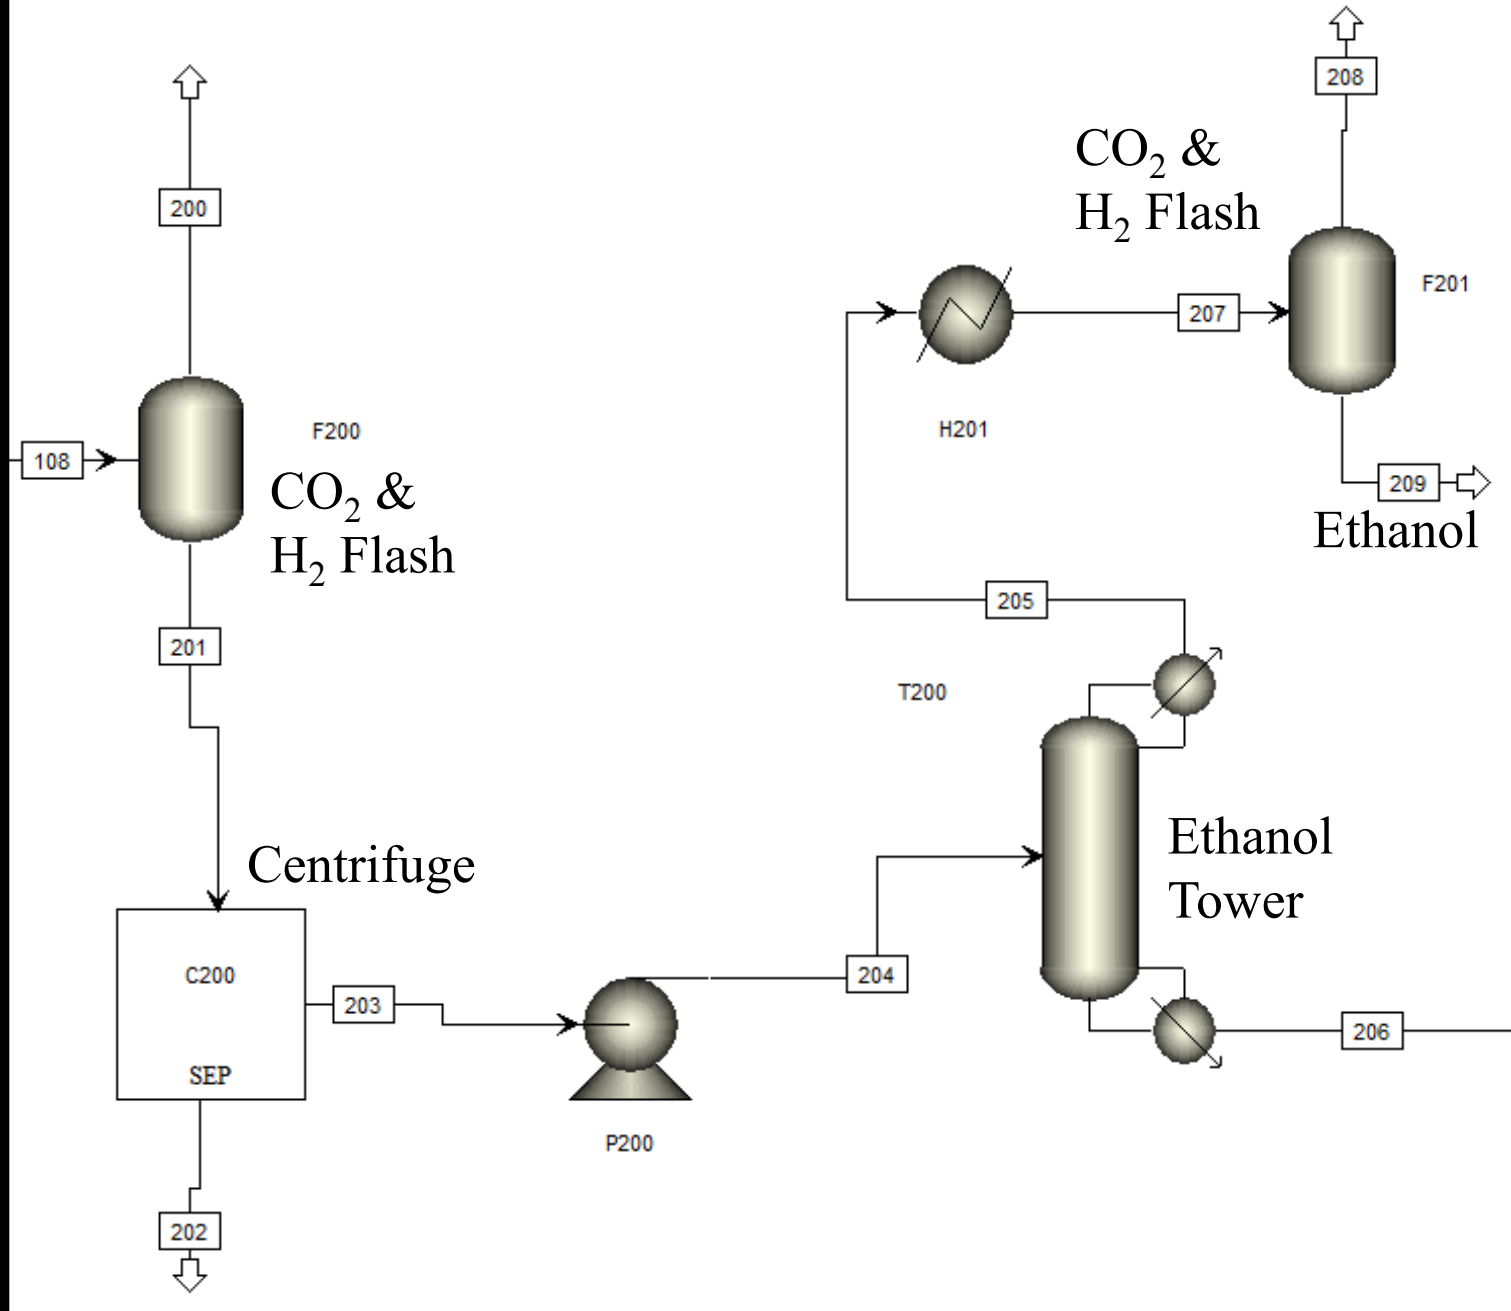 208
CO₂ &
H₂ Flash
200
F201
207
H201
F200
108
CO₂ &
H₂ Flash
209
Ethanol
205
201
T200
Ethanol
Tower
Centrifuge
C200
203
204
SEP
206
P200
202